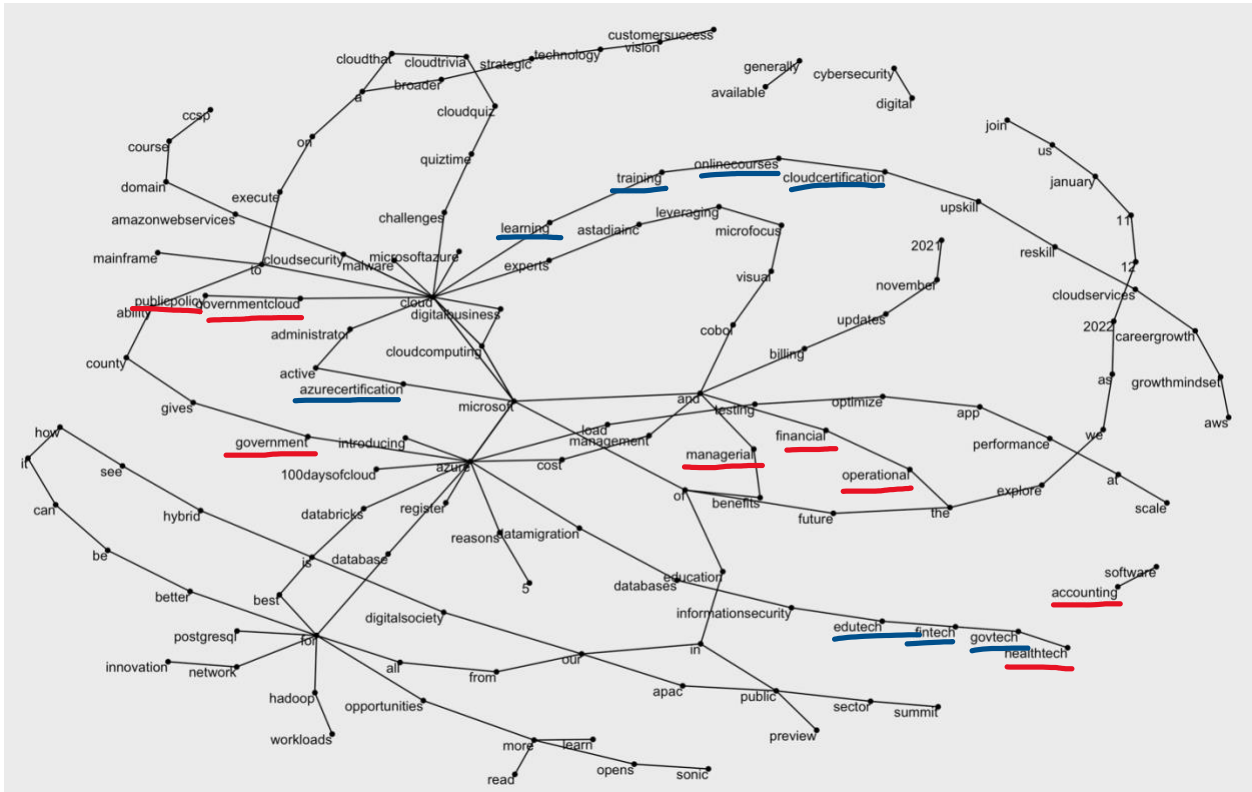 customersuccess
vision
technology
strategic
cloudthat
cloudtrivia
broader
a
generally
available
cybersecurity
digital
ccsp
course
domain
amazonwebservices
on
execute
to
cloudquiz
quiztime
challenges
join
us
january
11
12
2022
as
we
explore
the
onlinecourses
training
cloudcertification
learning
upskill
reskill
cloudservices
careergrowth
growthmindset
aws
leveraging
astadiainc
experts
microfocus
visual
cobol
2021
november
updates
billing
mainframe
cloudsecurity
malware
microsoftazure
publicpolicy
governmentcloud
cloud
digitalbusiness
ability
administrator
cloudcomputing
county
active
azurecertification
microsoft
and
gives
testing
optimize
app
load
management
financial
performance
government
introducing
managerial
operational
at
scale
azure
cost
100daysofcloud
of
benefits
future
how
it
see
can
hybrid
databricks
register
reasons
datamigration
5
be
is
database
databases
education
better
best
informationsecurity
software
accounting
digitalsociety
edutech
fintech
govtech
healthtech
postgresql
for
innovation
network
all
from
our
in
hadoop
opportunities
apac
public
sector
summit
workloads
preview
more
learn
read
opens
sonic